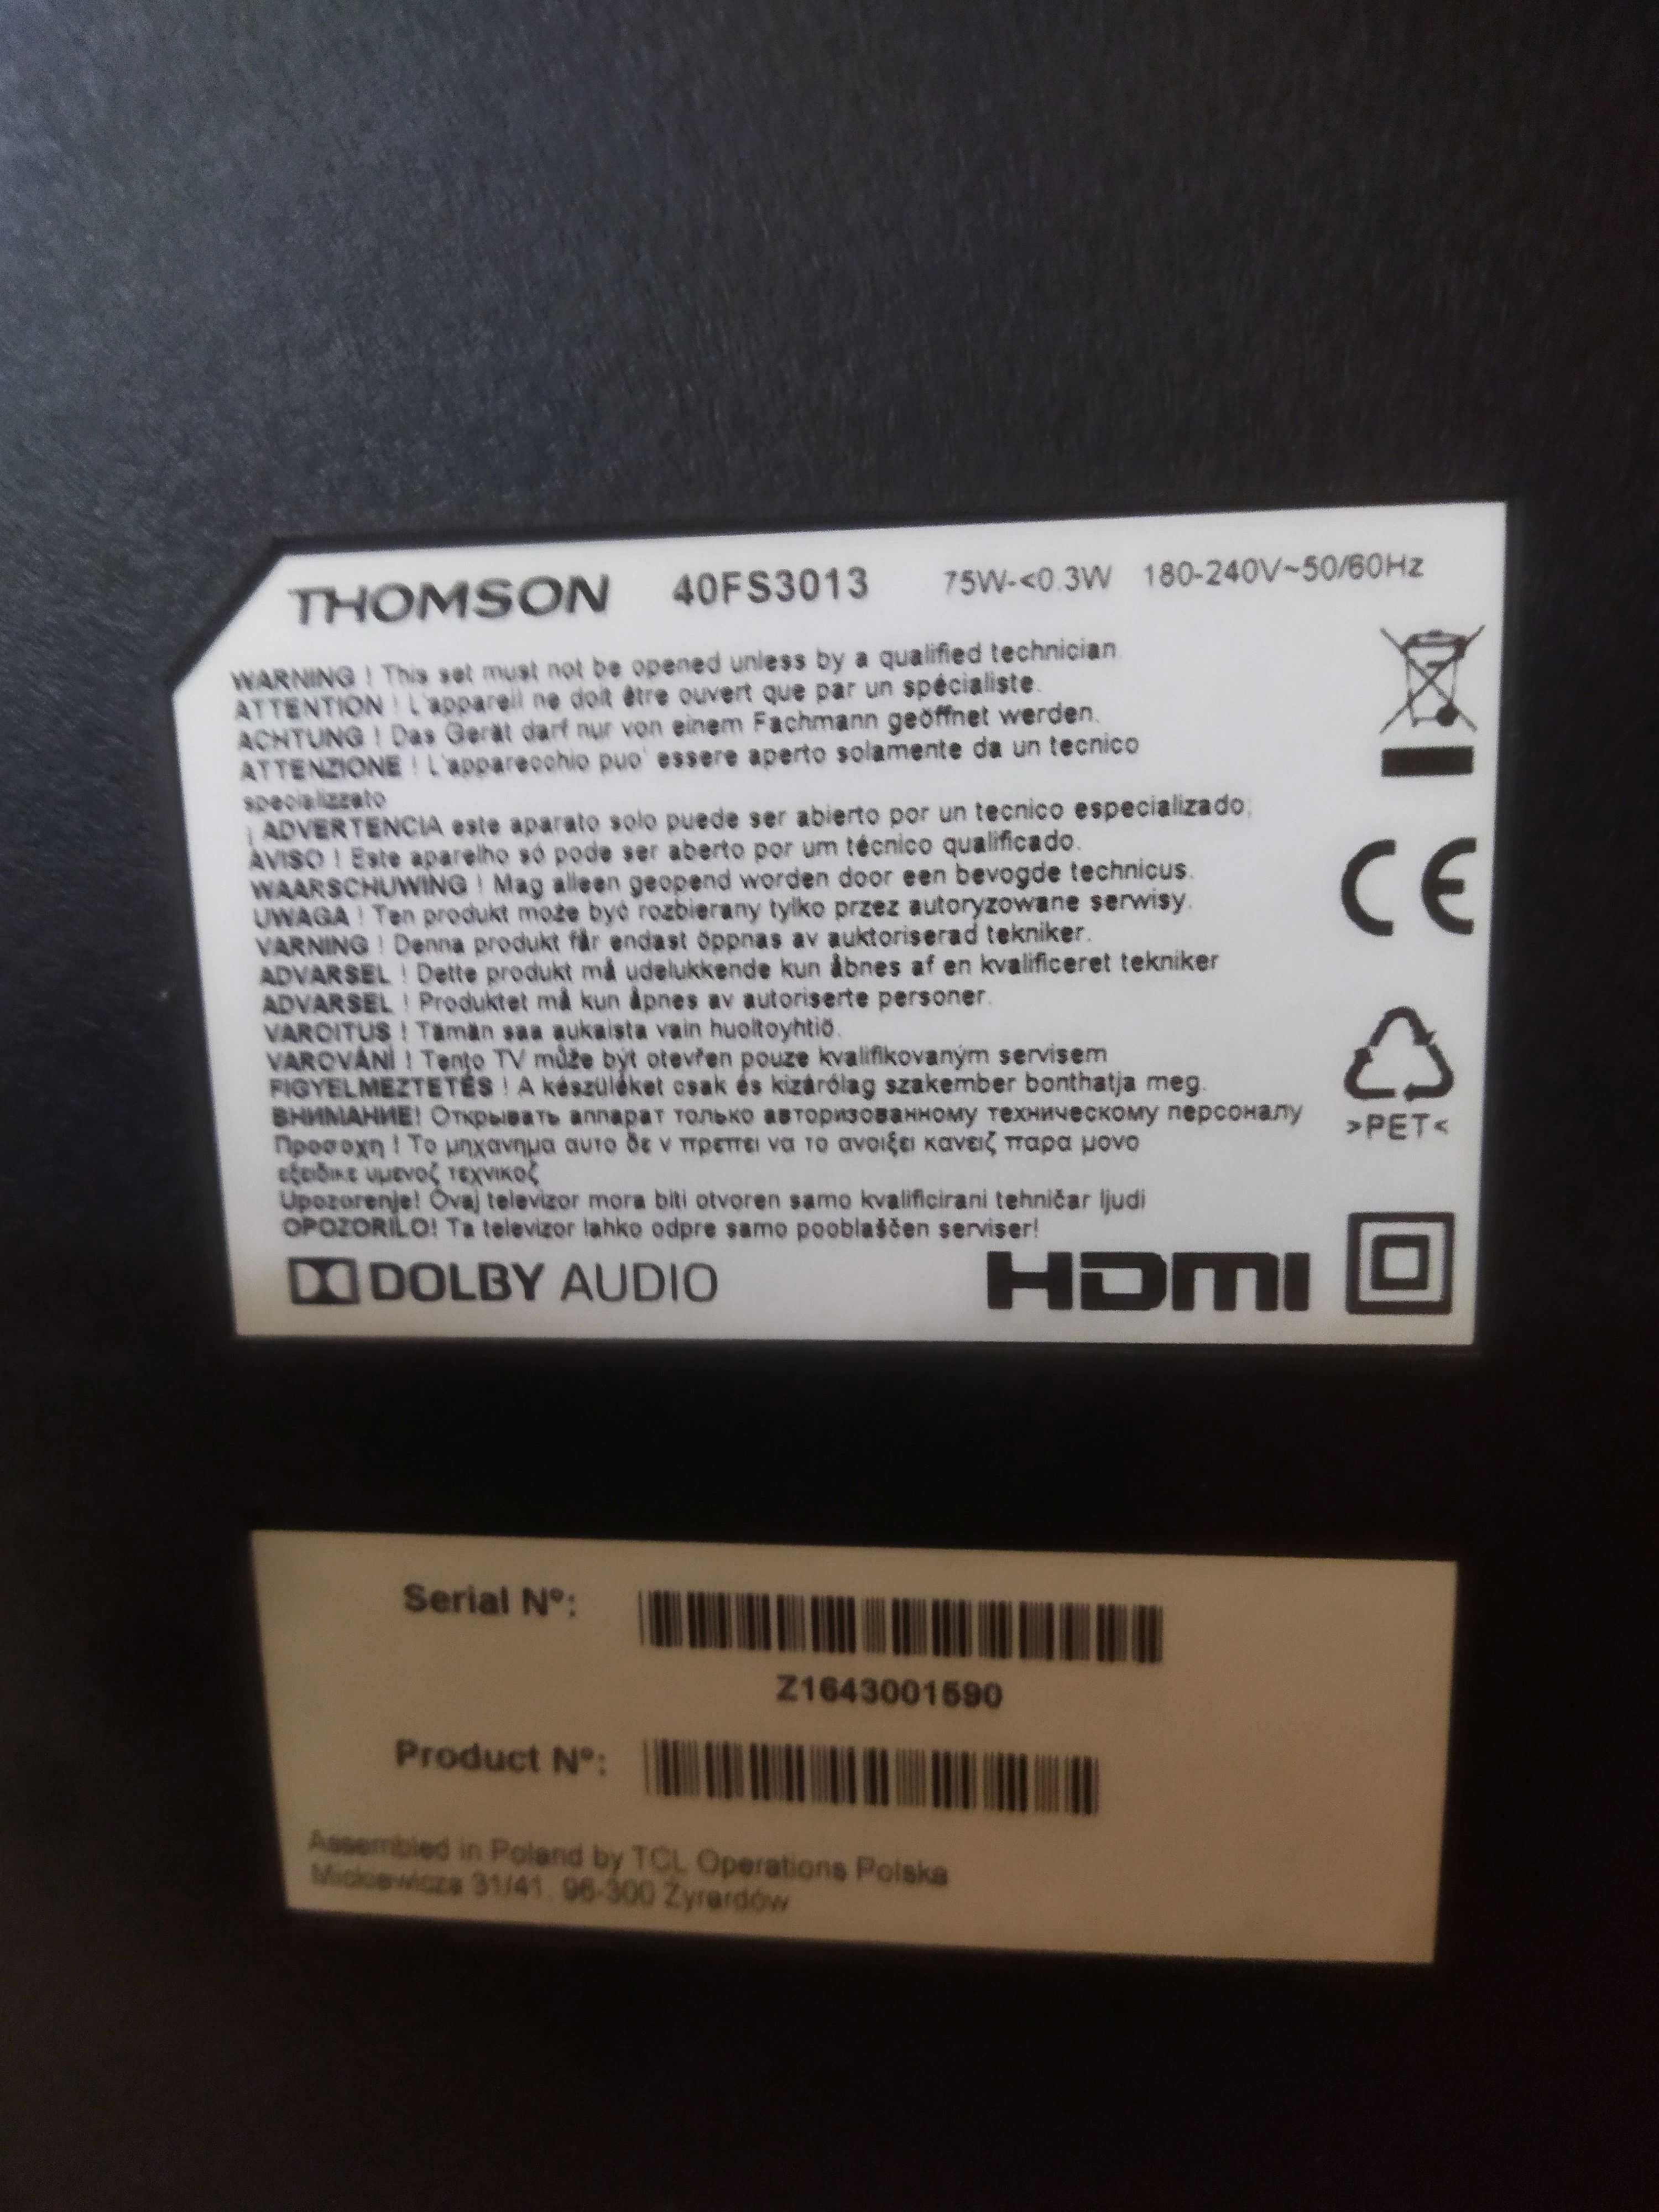 THOMSON 40FS3013 75W-<0.3W 180-240V~50/60Hz
WARNING ! This set must not be opened unless by a qualified technician.
ATTENTION ! L'appareil ne doit être ouvert que par un spécialiste.
ACHTUNG ! Das Gerät darf nur von einem Fachmann geöffnet werden.
ATTENZIONE ! L'apparecchio puo' essere aperto solamente da un tecnico
specializzato
¡ ADVERTENCIA este aparato solo puede ser abierto por un tecnico especializado;
AVISO ! Este aparelho só pode ser aberto por um técnico qualificado.
WAARSCHUWING ! Mag alleen geopend worden door een bevogde technicus.
UWAGA ! Ten produkt może być rozbierany tylko przez autoryzowane serwisy.
VARNING ! Denna produkt får endast öppnas av auktoriserad tekniker.
ADVARSEL ! Dette produkt må udelukkende kun åbnes af en kvalificeret tekniker
ADVARSEL ! Produktet må kun åpnes av autoriserte personer.
VAROITUS ! Tämän saa aukaista vain huoltoyhtiö.
VAROVÁNÍ ! Tento TV může být otevřen pouze kvalifikovaným servisem
FIGYELMEZTETÉS ! A készüléket csak és kizárólag szakember bonthatja meg.
ВНИМАНИЕ! Открывать аппарат только авторизованному техническому персоналу
Προσοχη ! Το μηχανημα αυτο δε ν πρεπει να το ανοιξει κανειζ παρα μονο
εξειδικε υμενοζ τεχνικοζ
Upozorenje! Ovaj televizor mora biti otvoren samo kvalificirani tehničar ljudi
OPOZORILO! Ta televizor lahko odpre samo pooblaščen serviser!
DOLBY AUDIO HDMI
CE
>PET<
Serial Nº:
Z1643001590
Product Nº:
Assembled in Poland by TCL Operations Polska
Mickiewicza 31/41, 96-300 Żyrardów